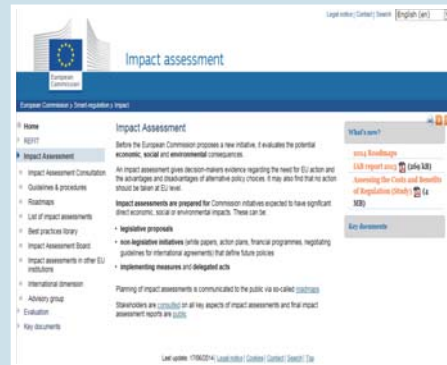 Legal notice | Contact | Search English (en)
European
Commission
Impact assessment
European Commission > Smart-regulation > Impact
Home
REFIT
Impact Assessment
Impact Assessment Consultation
Guidelines & procedures
Roadmaps
List of impact assessments
Best practices library
Impact Assessment Board
Impact assessments in other EU
institutions
International dimension
Advisory group
Evaluation
Key documents
Impact Assessment
Before the European Commission proposes a new initiative, it evaluates the potential
economic, social and environmental consequences.
An impact assessment gives decision-makers evidence regarding the need for EU action and
the advantages and disadvantages of alternative policy choices. It may also find that no action
should be taken at EU level.
Impact assessments are prepared for Commission initiatives expected to have significant
direct economic, social or environmental impacts. These can be:
• legislative proposals
• non-legislative initiatives (white papers, action plans, financial programmes, negotiating
guidelines for international agreements) that define future policies
• implementing measures and delegated acts
Planning of impact assessments is communicated to the public via so-called roadmaps
Stakeholders are consulted on all key aspects of impact assessments and final impact
assessment reports are public
What's new?
2014 Roadmaps
IAB report 2013 (269 kB)
Assessing the Costs and Benefits
of Regulation (Study) (4
MB)
Key documents
Last update: 17/06/2014 | Legal notice | Cookies | Contact | Search | Top